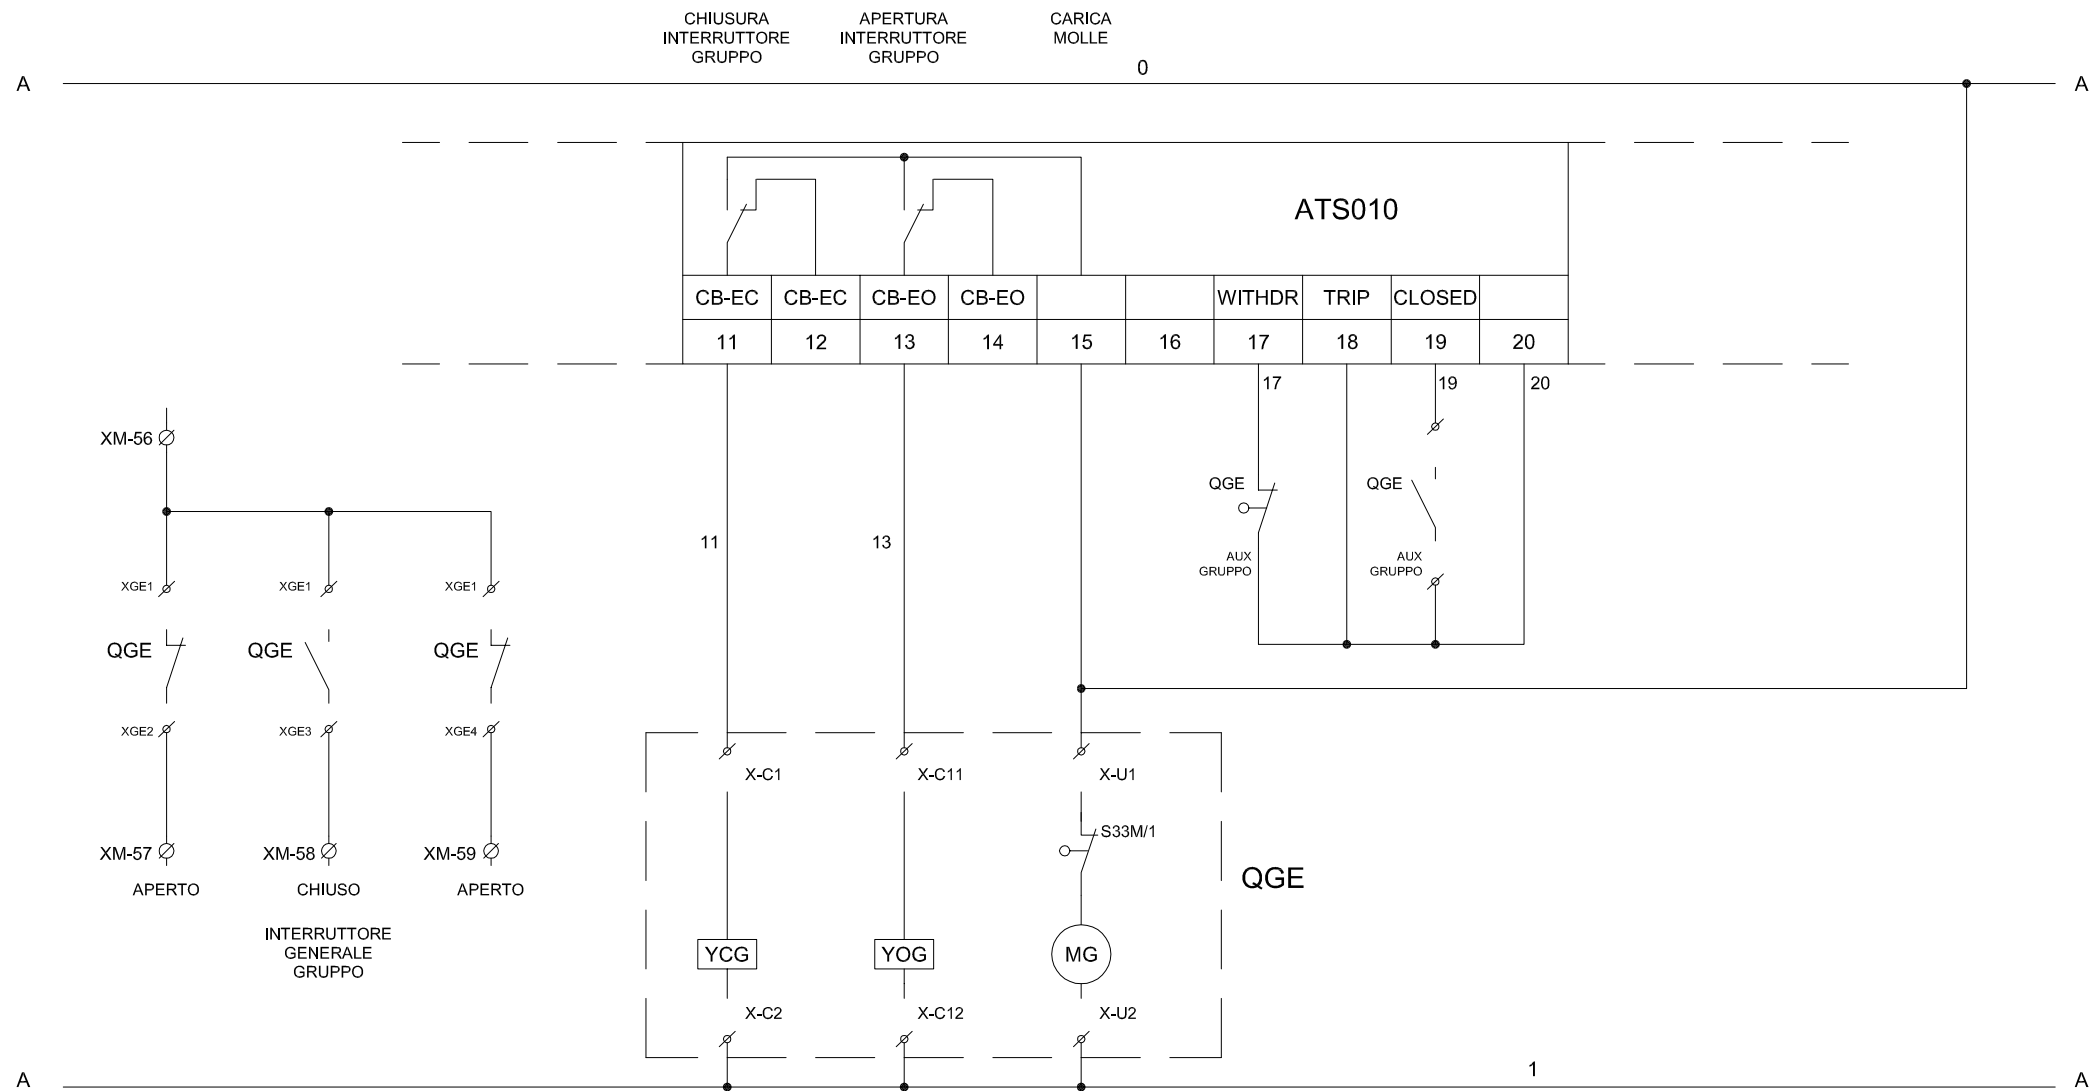 CHIUSURA
INTERRUTTORE
GRUPPO
APERTURA
INTERRUTTORE
GRUPPO
CARICA
MOLLE
A
0
A
ATS010
CB-EC
CB-EC
CB-EO
CB-EO
WITHDR
TRIP
CLOSED
11
12
13
14
15
16
17
18
19
20
17
19
20
XM-56
QGE
QGE
11
13
AUX
GRUPPO
AUX
GRUPPO
XGE1
XGE1
XGE1
QGE
QGE
QGE
XGE2
XGE3
XGE4
X-C1
X-C11
X-U1
S33M/1
XM-57
XM-58
XM-59
APERTO
CHIUSO
APERTO
QGE
INTERRUTTORE
GENERALE
GRUPPO
YCG
YOG
MG
X-C2
X-C12
X-U2
A
1
A